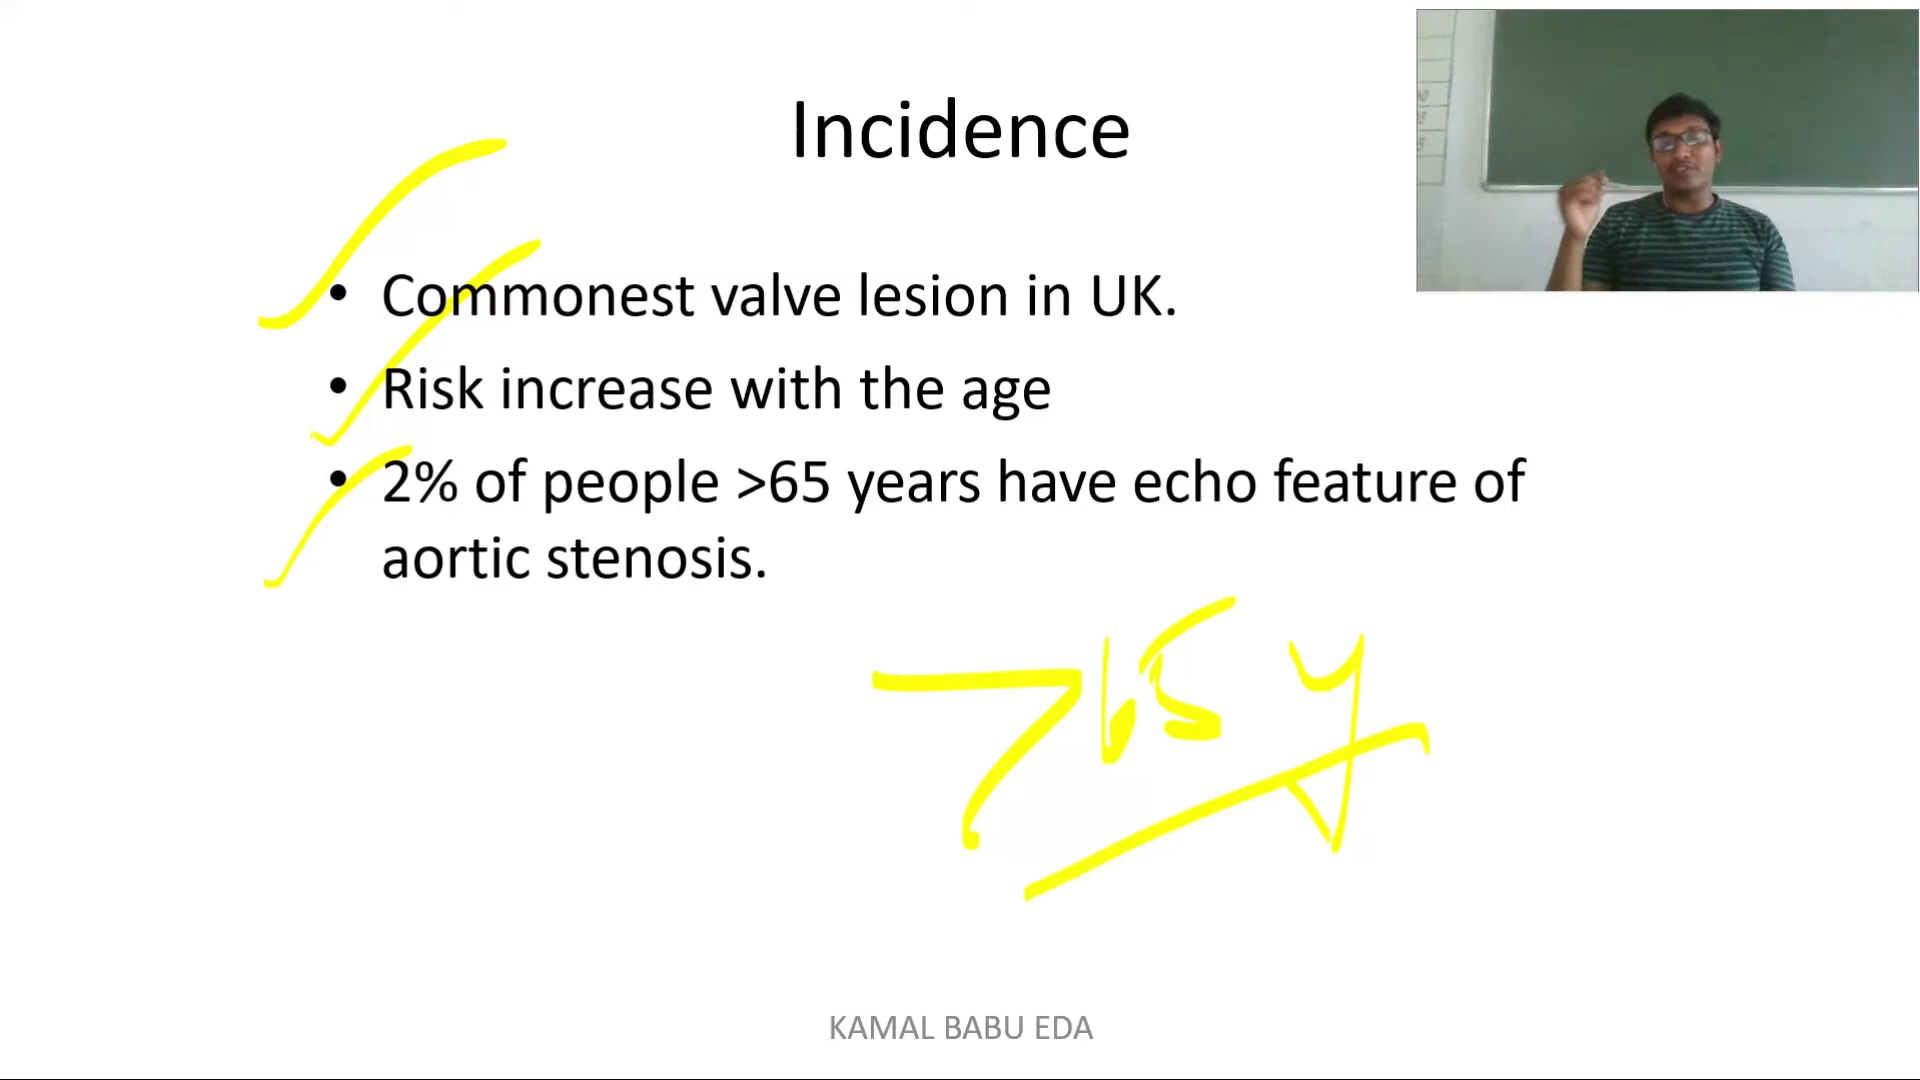 Incidence
• Commonest valve lesion in UK.
• Risk increase with the age
• 2% of people >65 years have echo feature of
aortic stenosis.
>65 y
KAMAL BABU EDA